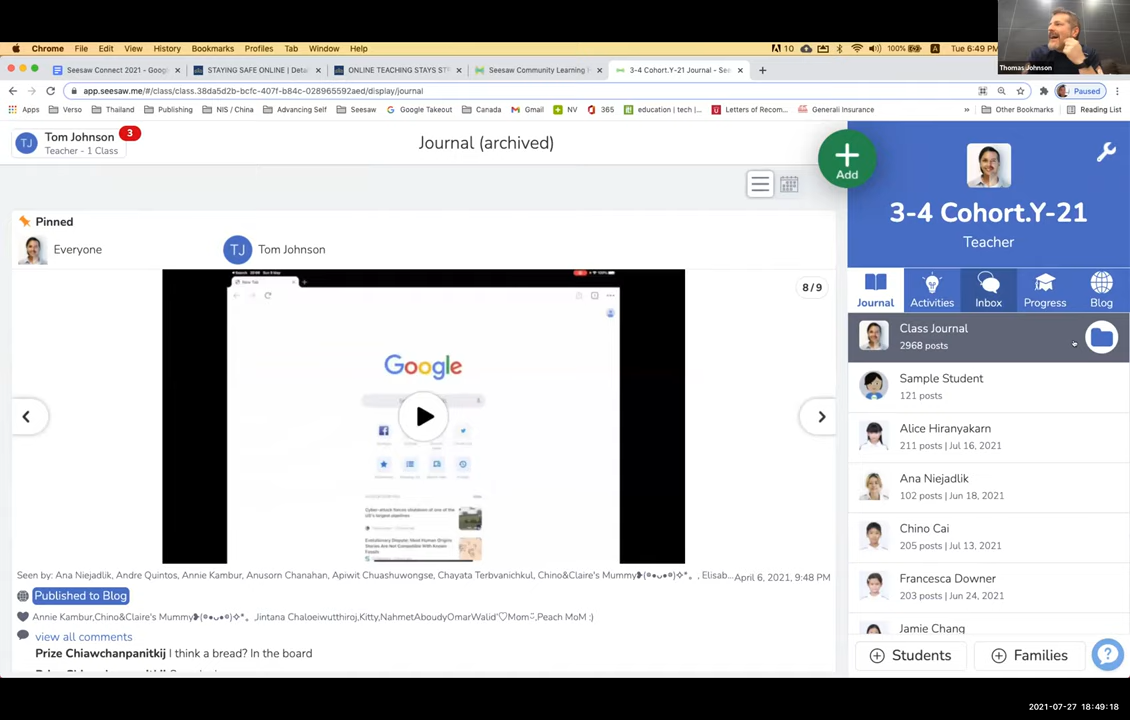 Chrome File Edit View History Bookmarks Profiles Tab Window Help 10 100% A Tue 6:49 PM
Thomas Johnson
Seesaw Connect 2021 - Goog STAYING SAFE ONLINE | Deta ONLINE TEACHING STAYS STR Seesaw Community Learning 3-4 Cohort.Y-21 Journal - Ses
app.seesaw.me/#/class/class.38da5d2b-bcfc-407f-b84c-028965592aed/display/journal Paused
Apps Verso Thailand Publishing NIS / China Advancing Self Seesaw Google Takeout Canada Gmail NV 365 education | tech |... Letters of Recom... Generali Insurance » Other Bookmarks Reading List
TJ Tom Johnson 3
Teacher - 1 Class
Journal (archived)
Add
Pinned
Everyone TJ Tom Johnson
New Tab
8/9
Google
Seen by: Ana Niejadlik, Andre Quintos, Annie Kambur, Anusorn Chanahan, Apiwit Chuashuwongse, Chayata Terbvanichkul, Chino&Claire's Mummy , Elisab... April 6, 2021, 9:48 PM
Published to Blog
Annie Kambur,Chino&Claire's Mummy ,Jintana Chaloeiwutthiroj,Kitty,NahmetAboudyOmarWalid'♡Mom ,Peach MoM :)
view all comments
Prize Chiawchanpanitkij I think a bread? In the board
3-4 Cohort.Y-21
Teacher
Journal Activities Inbox Progress Blog
Class Journal
2968 posts
Sample Student
121 posts
Alice Hiranyakarn
211 posts | Jul 16, 2021
Ana Niejadlik
102 posts | Jun 18, 2021
Chino Cai
205 posts | Jul 13, 2021
Francesca Downer
203 posts | Jun 24, 2021
Jamie Chang
Students Families ?
2021-07-27 18:49:18